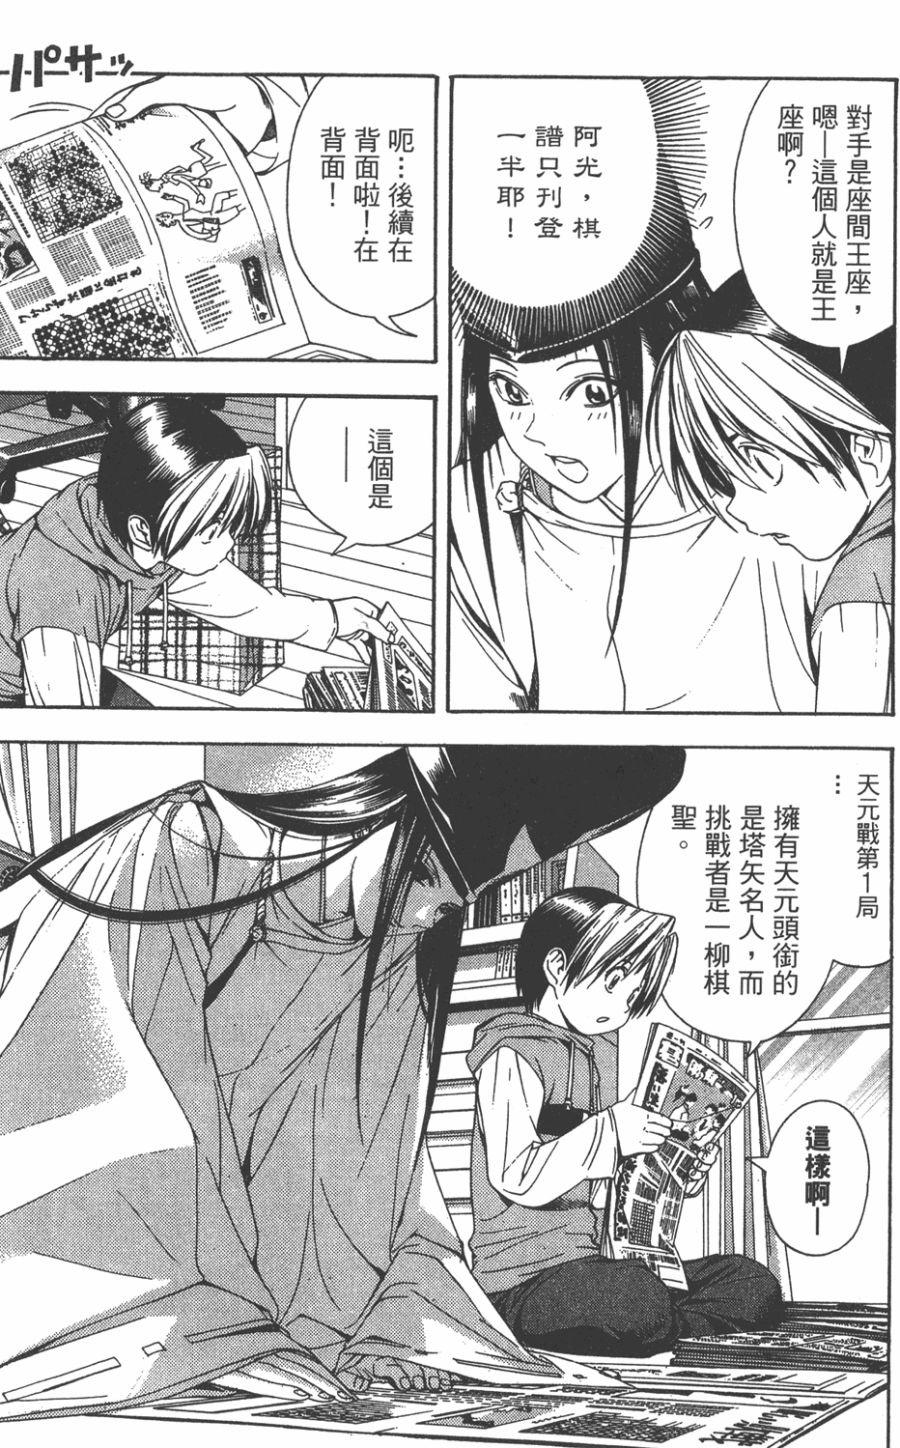 對手是座間王座，
嗯—這個人就是王
座啊？
阿光，棋
譜只刊登
一半耶！
パサッ
呃…後續在
背面啦！在
背面！
這個是
—
天元戰第1局
…
擁有天元頭銜的
是塔矢名人，而
挑戰者是一柳棋
聖。
這樣啊—